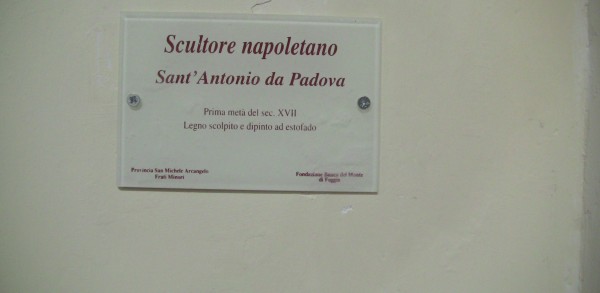 Scultore napoletano
Sant'Antonio da Padova
Prima metà del sec. XVII
Legno scolpito e dipinto ad estofado
Provincia San Michele Arcangelo
Frati Minori
Fondazione Banca del Monte
di Foggia